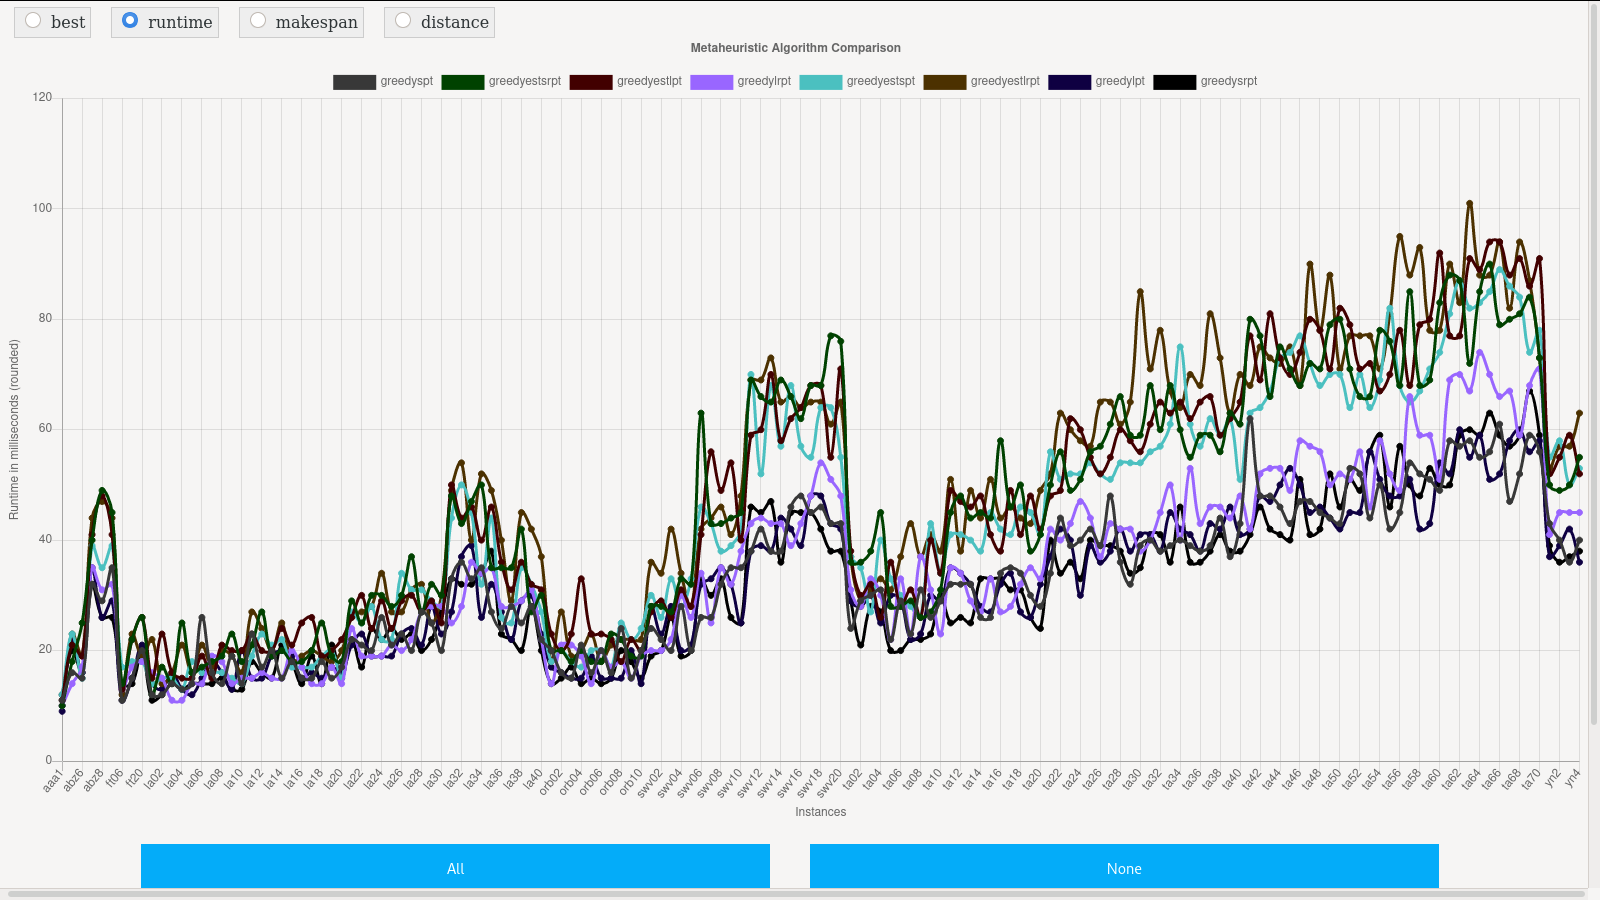 best runtime makespan distance
Metaheuristic Algorithm Comparison
greedyspt greedyestsrpt greedyestlpt greedylrpt greedyestspt greedyestlrpt greedylpt greedysrpt
120
100
80
60
40
20
0
Runtime in milliseconds (rounded)
aaa1 abz6 abz8 ft06 ft20 la02 la04 la06 la08 la10 la12 la14 la16 la18 la20 la22 la24 la26 la28 la30 la32 la34 la36 la38 la40 orb02 orb04 orb06 orb08 orb10 swv02 swv04 swv06 swv08 swv10 swv12 swv14 swv16 swv18 swv20 ta02 ta04 ta06 ta08 ta10 ta12 ta14 ta16 ta18 ta20 ta22 ta24 ta26 ta28 ta30 ta32 ta34 ta36 ta38 ta40 ta42 ta44 ta46 ta48 ta50 ta52 ta54 ta56 ta58 ta60 ta62 ta64 ta66 ta68 ta70 yn2 yn4
Instances
All None